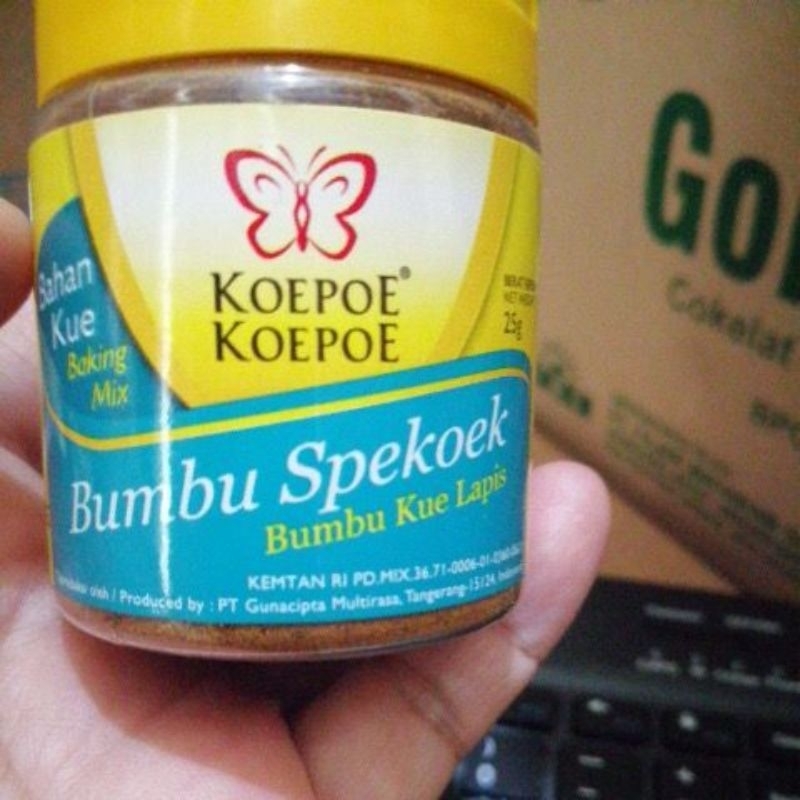 KOEPOE®
KOEPOE
Bahan
Kue
Baking
Mix
25g
Bumbu Spekoek
Bumbu Kue Lapis
KEMTAN RI PD.MIX.36.71-0006-01-
/ Produced by : PT Gunacipta Multirasa, Tangerang-15124,
Cokelat